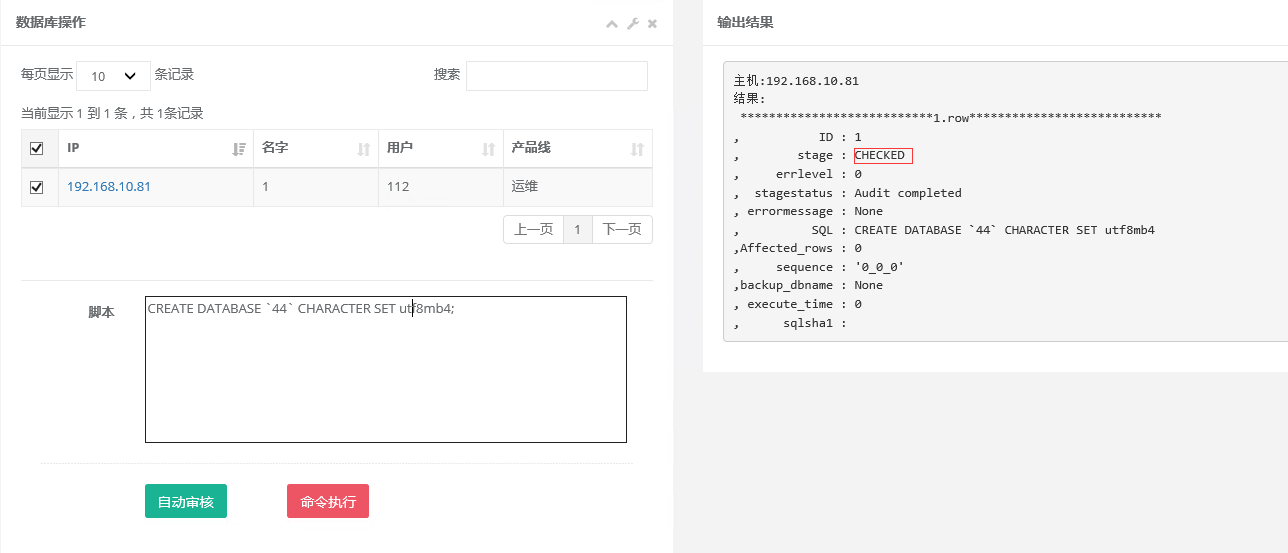 数据库操作
每页显示 10 条记录 搜索
当前显示 1 到 1 条，共 1条记录
IP 名字 用户 产品线
192.168.10.81 1 112 运维
上一页 1 下一页
脚本 CREATE DATABASE `44` CHARACTER SET utf8mb4;
自动审核 命令执行
输出结果
主机:192.168.10.81
结果:
***************************1.row***************************
, ID : 1
, stage : CHECKED
, errlevel : 0
, stagestatus : Audit completed
, errormessage : None
, SQL : CREATE DATABASE `44` CHARACTER SET utf8mb4
,Affected_rows : 0
, sequence : '0_0_0'
,backup_dbname : None
, execute_time : 0
, sqlsha1 :